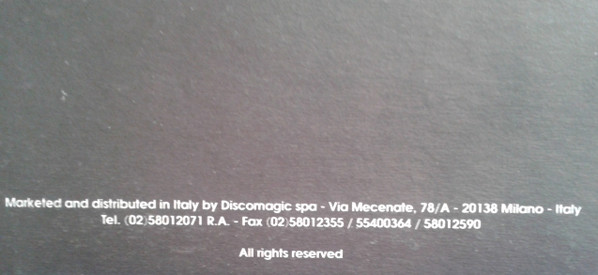 Marketed and distributed in Italy by Discomagic spa - Via Mecenate, 78/A - 20138 Milano - Italy
Tel. (02)58012071 R.A. - Fax (02)58012355 / 55400364 / 58012590
All rights reserved